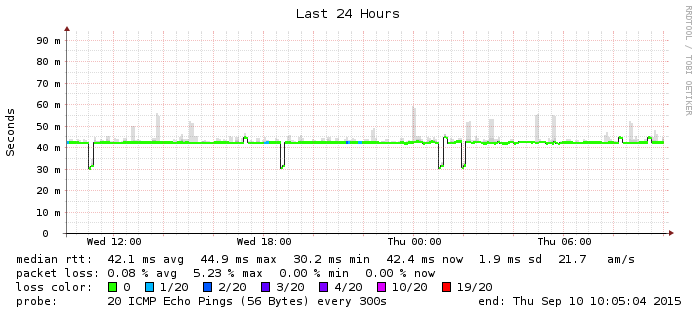 Last 24 Hours
RRDTOOL / TOBI OETIKER
Seconds
90 m
80 m
70 m
60 m
50 m
40 m
30 m
20 m
10 m
0
Wed 12:00 Wed 18:00 Thu 00:00 Thu 06:00
median rtt: 42.1 ms avg 44.9 ms max 30.2 ms min 42.4 ms now 1.9 ms sd 21.7 am/s
packet loss: 0.08 % avg 5.23 % max 0.00 % min 0.00 % now
loss color: 0 1/20 2/20 3/20 4/20 10/20 19/20
probe: 20 ICMP Echo Pings (56 Bytes) every 300s end: Thu Sep 10 10:05:04 2015